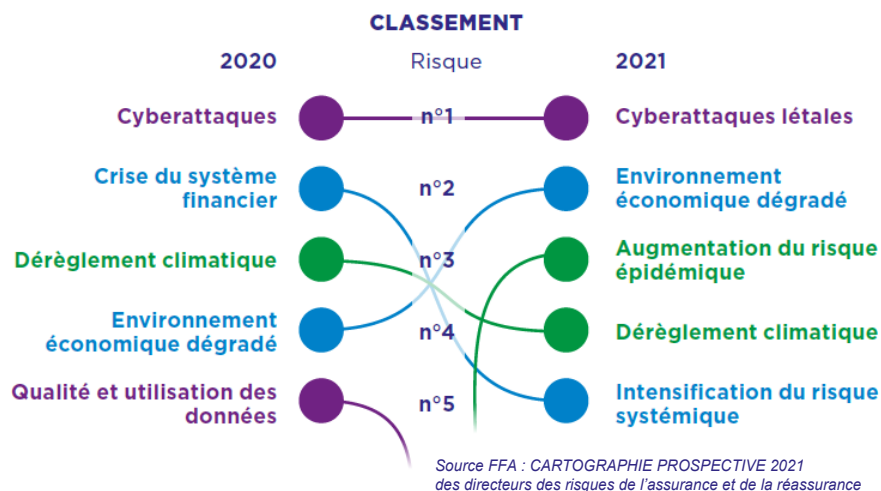 CLASSEMENT
2020
Risque
2021
Cyberattaques
n°1
Cyberattaques létales
Crise du système
financier
n°2
Environnement
économique dégradé
Dérèglement climatique
n°3
Augmentation du risque
épidémique
Environnement
économique dégradé
n°4
Dérèglement climatique
Qualité et utilisation des
données
n°5
Intensification du risque
systémique
Source FFA : CARTOGRAPHIE PROSPECTIVE 2021
des directeurs des risques de l’assurance et de la réassurance